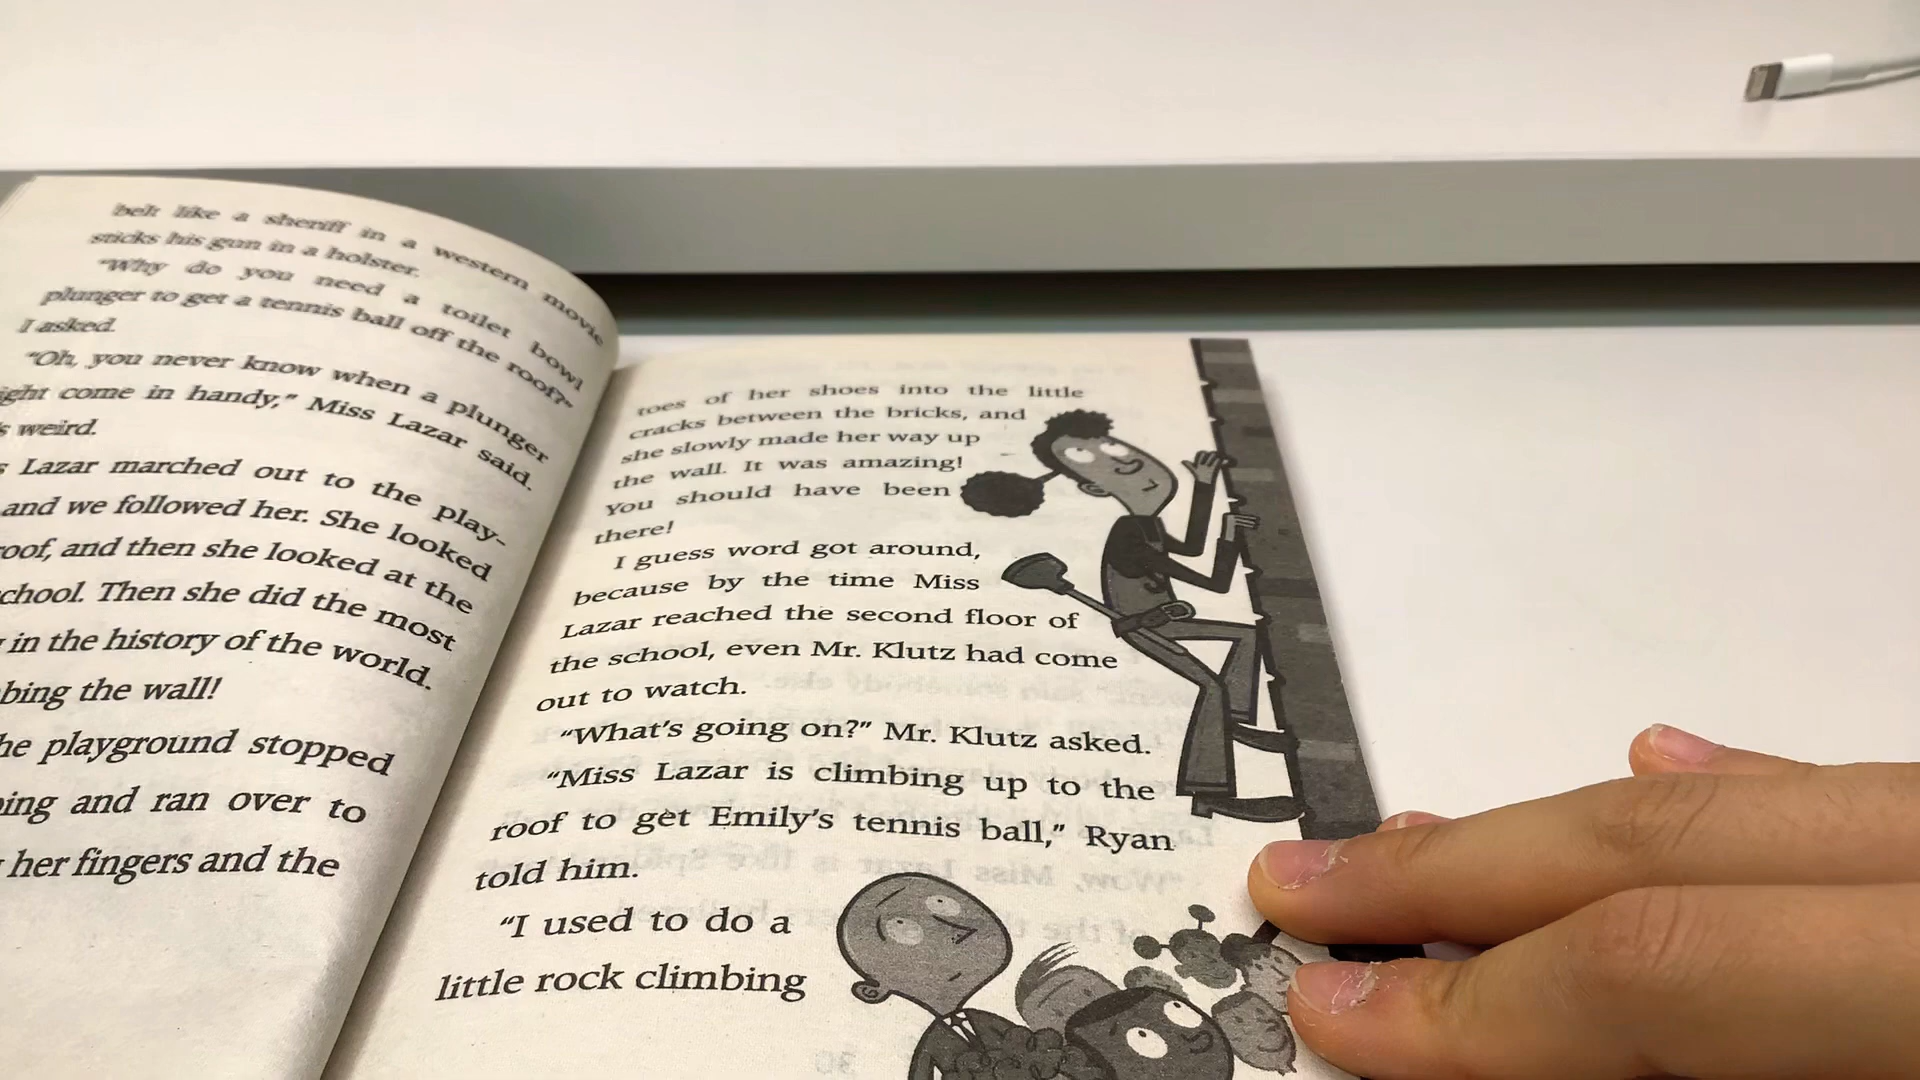 belt like a sheriff in a western movie
sticks his gun in a holster.
"Why do you need a toilet bowl
plunger to get a tennis ball off the roof?"
I asked.
"Oh, you never know when a plunger
come in handy," Miss Lazar said.
weird.
Lazar marched out to the play-
and we followed her. She looked
and then she looked at the
Then she did the most
in the history of the world.
the wall!
playground stopped
and ran over to
her fingers and the
toes of her shoes into the little
cracks between the bricks, and
she slowly made her way up
the wall. It was amazing!
You should have been
there!
I guess word got around,
because by the time Miss
Lazar reached the second floor of
the school, even Mr. Klutz had come
out to watch.
"What's going on?" Mr. Klutz asked.
"Miss Lazar is climbing up to the
roof to get Emily's tennis ball," Ryan
told him.
"I used to do a
little rock climbing